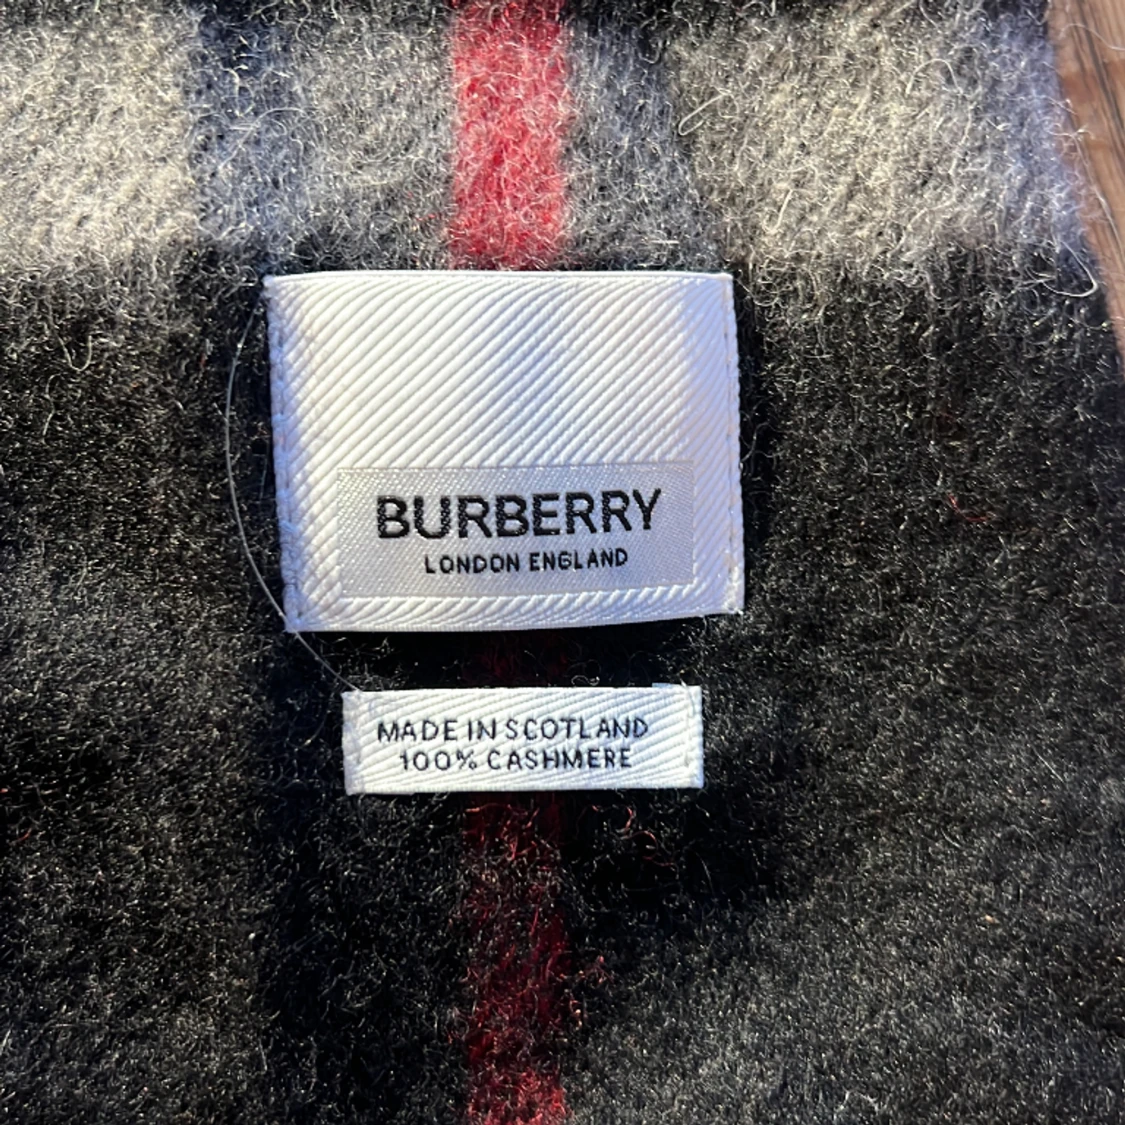 BURBERRY
LONDON ENGLAND
MADE IN SCOTLAND
100% CASHMERE